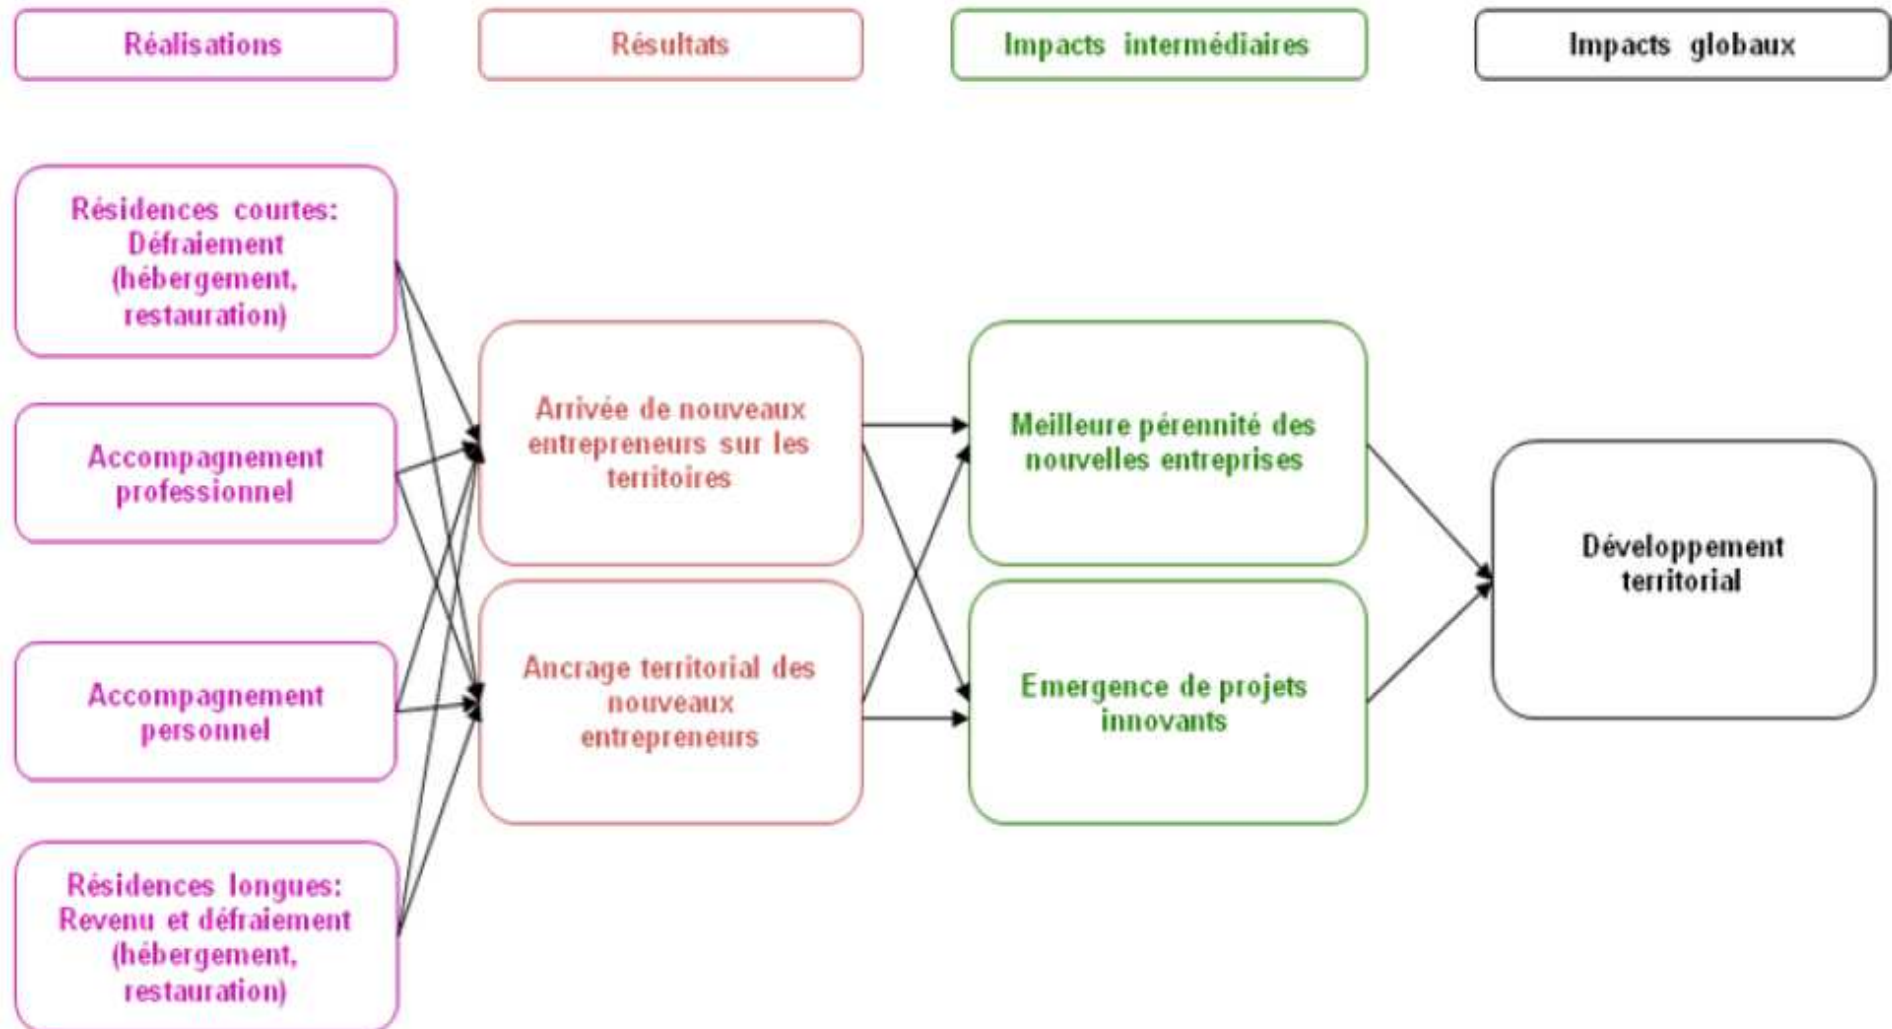 Réalisations
Résultats
Impacts intermédiaires
Impacts globaux
Résidences courtes:
Défraiement
(hébergement,
restauration)
Accompagnement
professionnel
Accompagnement
personnel
Résidences longues:
Revenu et défraiement
(hébergement,
restauration)
Arrivée de nouveaux
entrepreneurs sur les
territoires
Ancrage territorial des
nouveaux
entrepreneurs
Meilleure pérennité des
nouvelles entreprises
Emergence de projets
innovants
Développement
territorial